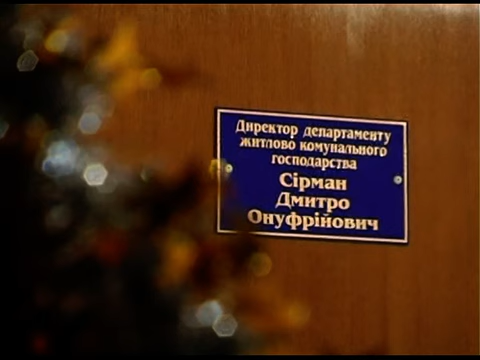 Директор департаменту
житлово комунального
господарства
Сірман
Дмитро
Онуфрійович